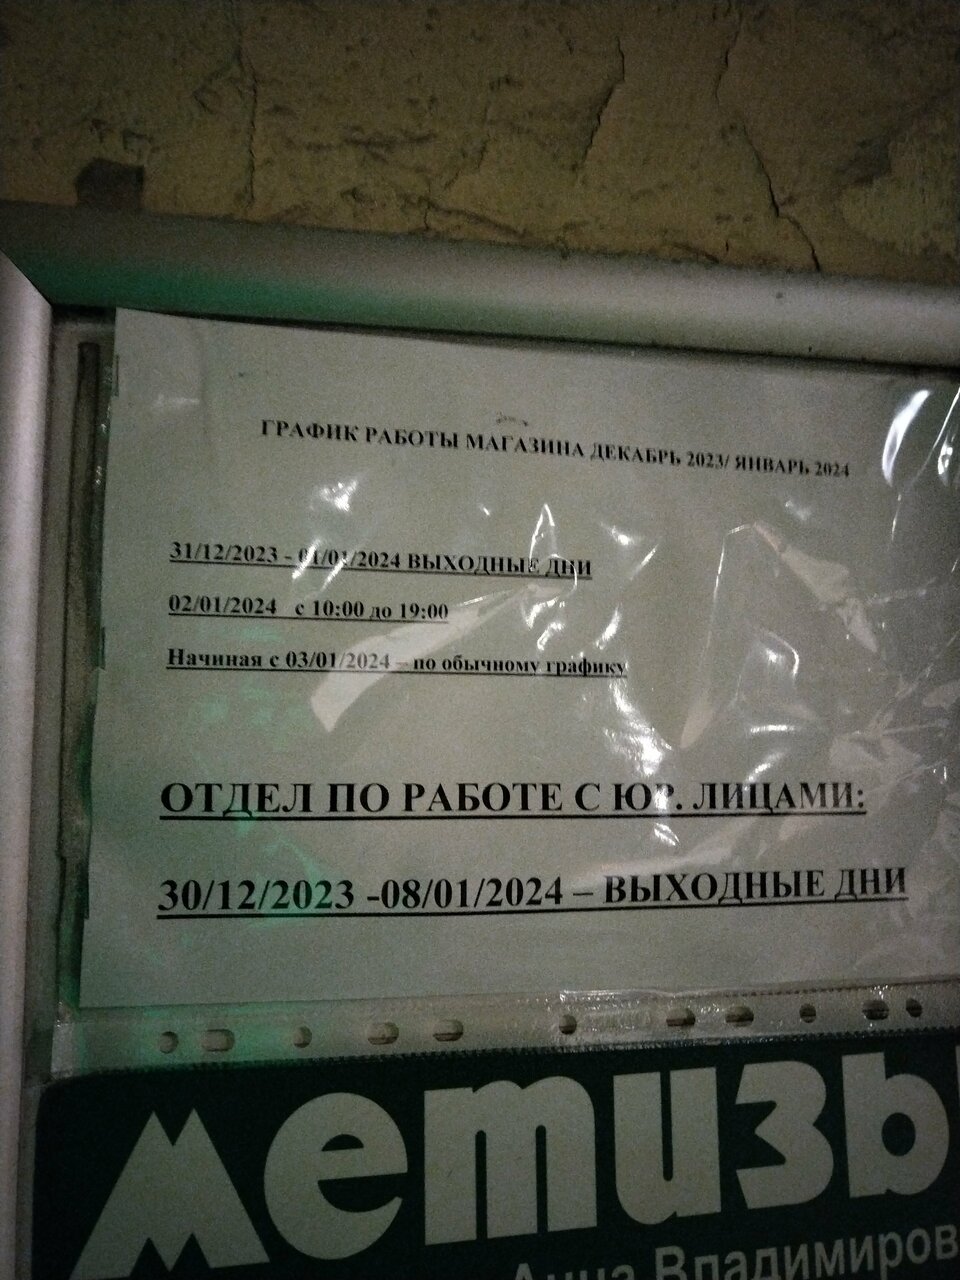 ГРАФИК РАБОТЫ МАГАЗИНА ДЕКАБРЬ 2023/ ЯНВАРЬ 2024
31/12/2023 - 01/01/2024 ВЫХОДНЫЕ ДНИ
02/01/2024 с 10:00 до 19:00
Начиная с 03/01/2024 – по обычному графику
ОТДЕЛ ПО РАБОТЕ С ЮР. ЛИЦАМИ:
30/12/2023 -08/01/2024 – ВЫХОДНЫЕ ДНИ
метизы
Анна Владимиров